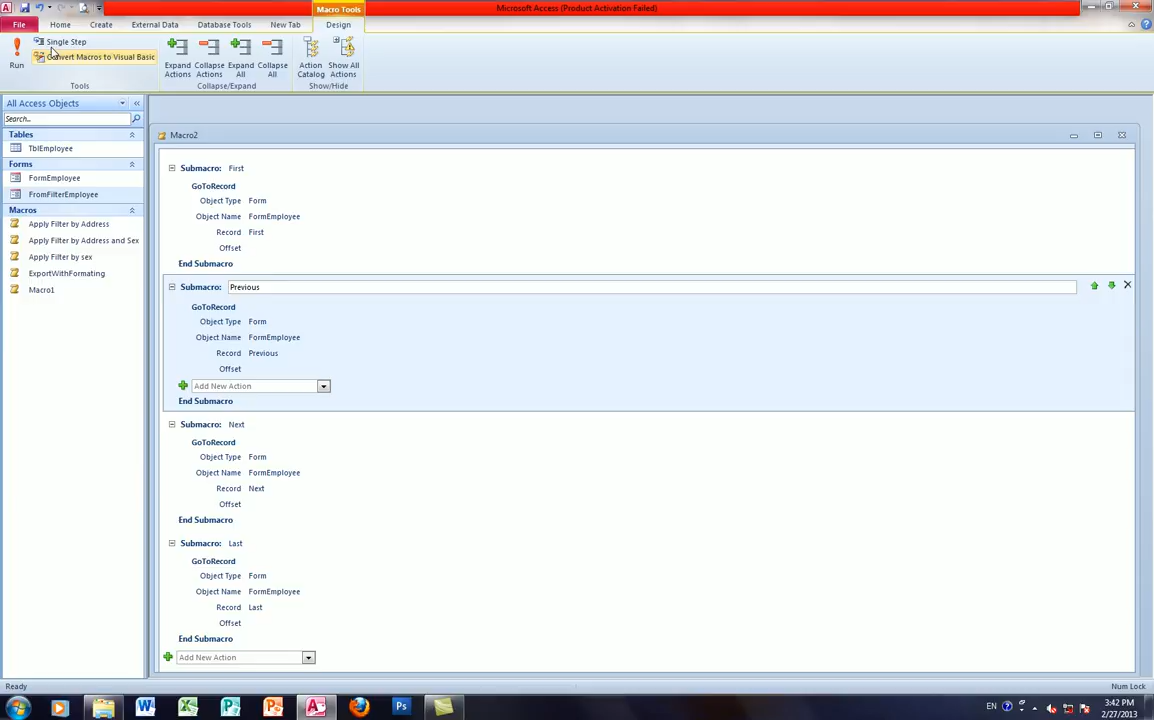 Microsoft Access (Product Activation Failed)
Macro Tools
File Home Create External Data Database Tools New Tab Design
Run
Single Step
Convert Macros to Visual Basic
Expand Actions
Collapse Actions
Expand All
Collapse All
Action Catalog
Show All Actions
Tools Collapse/Expand Show/Hide
All Access Objects
Search...
Tables
TblEmployee
Forms
FormEmployee
FromFilterEmployee
Macros
Apply Filter by Address
Apply Filter by Address and Sex
Apply Filter by sex
ExportWithFormating
Macro1
Macro2
Submacro: First
GoToRecord
Object Type Form
Object Name FormEmployee
Record First
Offset
End Submacro
Submacro: Previous
GoToRecord
Object Type Form
Object Name FormEmployee
Record Previous
Offset
Add New Action
End Submacro
Submacro: Next
GoToRecord
Object Type Form
Object Name FormEmployee
Record Next
Offset
End Submacro
Submacro: Last
GoToRecord
Object Type Form
Object Name FormEmployee
Record Last
Offset
End Submacro
Add New Action
Ready
Num Lock
EN
3:42 PM
2/27/2013